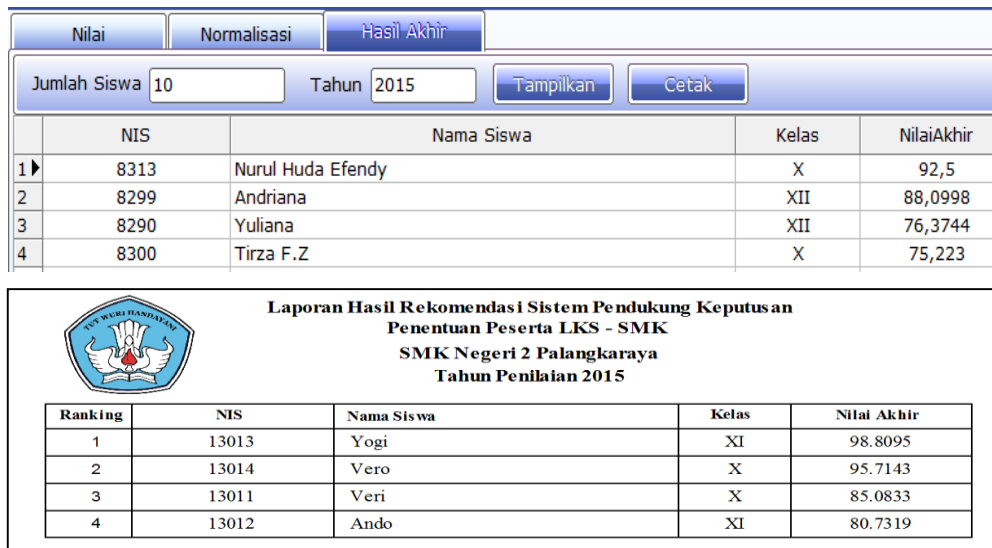 Nilai Normalisasi Hasil Akhir
Jumlah Siswa 10 Tahun 2015 Tampilkan Cetak
NIS Nama Siswa Kelas NilaiAkhir
1 8313 Nurul Huda Efendy X 92,5
2 8299 Andriana XII 88,0998
3 8290 Yuliana XII 76,3744
4 8300 Tirza F.Z X 75,223
TUT WURI HANDAYANI
Laporan Hasil Rekomendasi Sistem Pendukung Keputusan
Penentuan Peserta LKS - SMK
SMK Negeri 2 Palangkaraya
Tahun Penilaian 2015
Ranking NIS Nama Siswa Kelas Nilai Akhir
1 13013 Yogi XI 98.8095
2 13014 Vero X 95.7143
3 13011 Veri X 85.0833
4 13012 Ando XI 80.7319